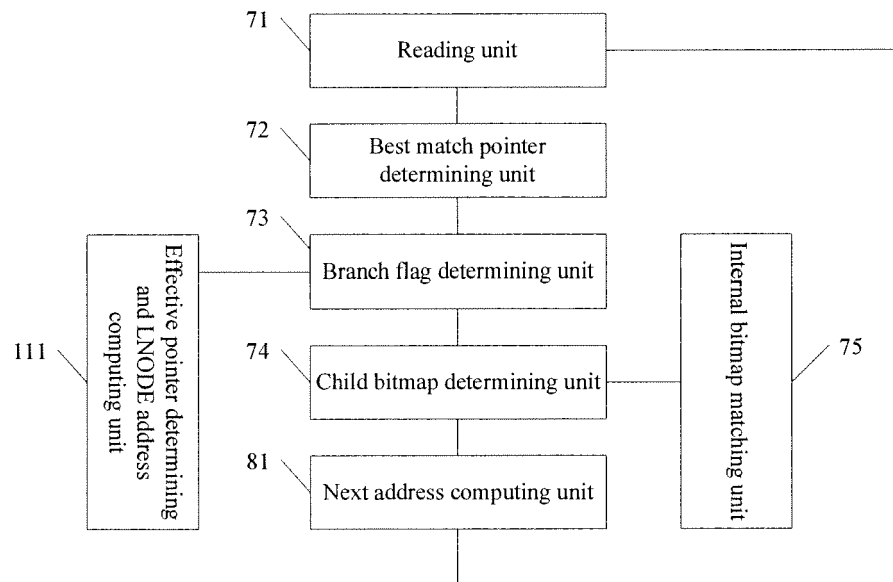 71
Reading unit
72
Best match pointer
determining unit
73
Branch flag determining unit
Effective pointer determining
and LNODE address
computing unit
111
74
Child bitmap determining unit
Internal bitmap matching unit
75
81
Next address computing unit